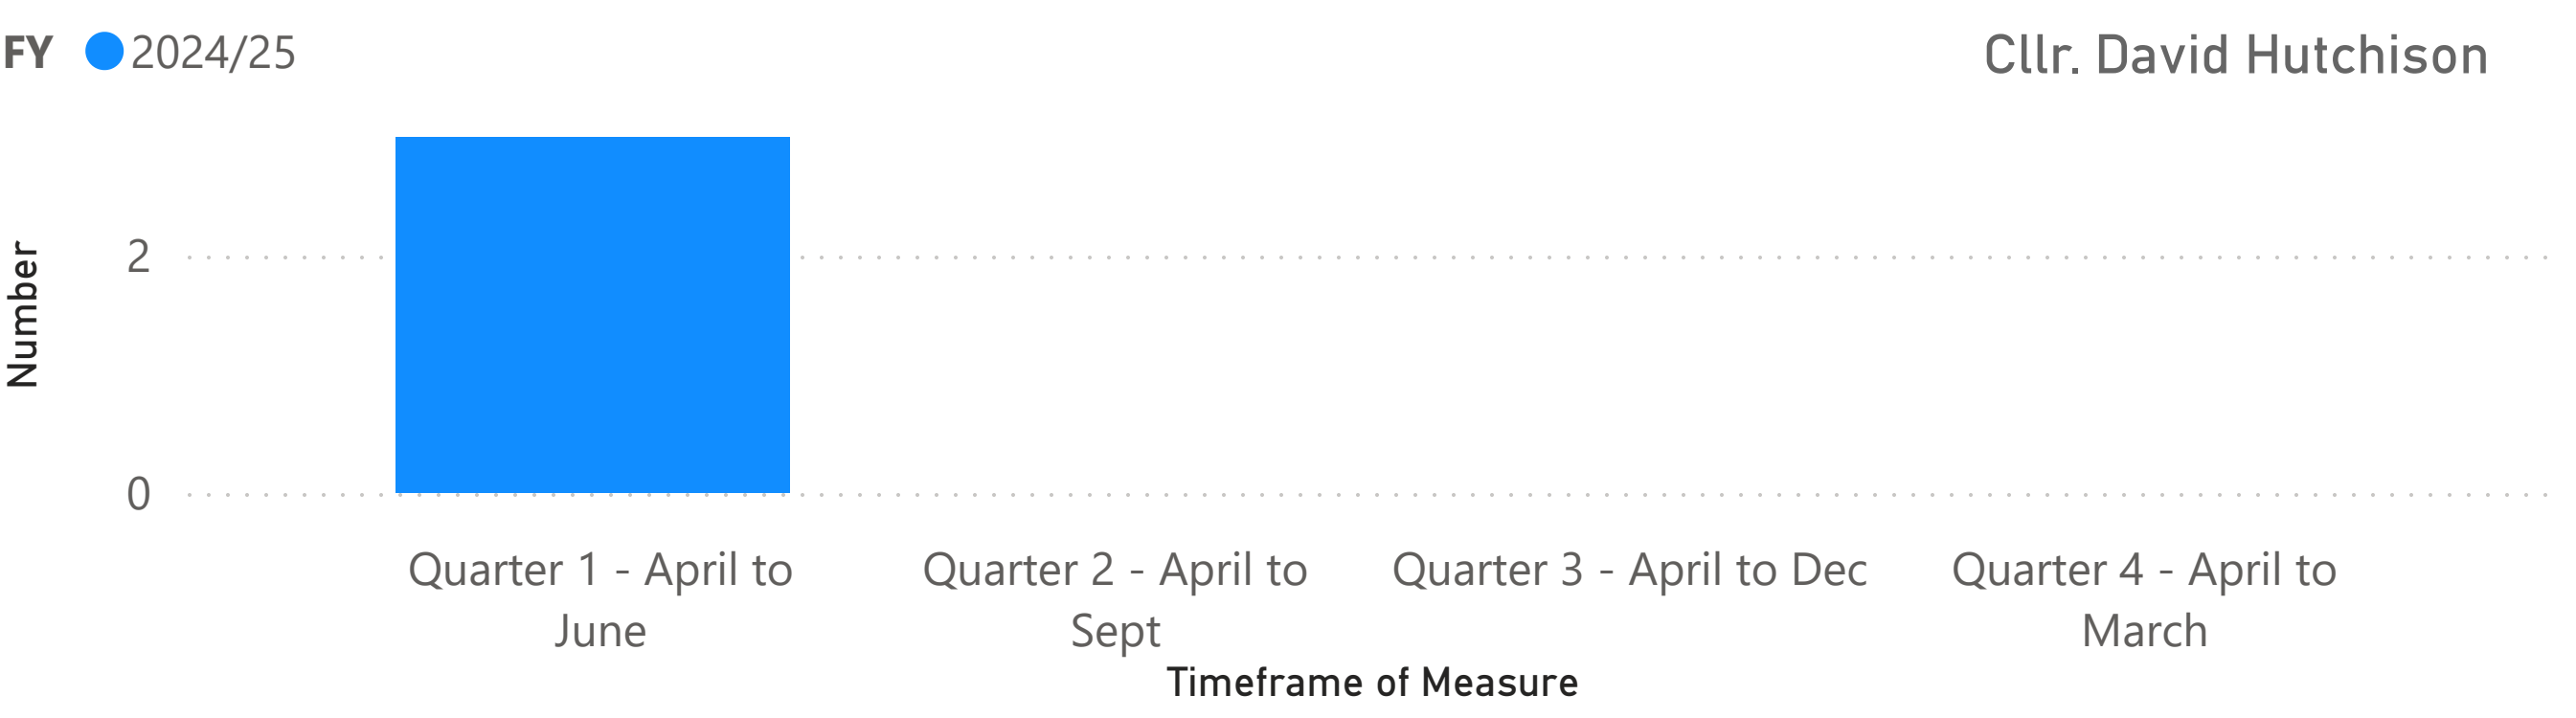 FY 2024/25
Cllr. David Hutchison
Number
2
0
Quarter 1 - April to
June
Quarter 2 - April to
Sept
Quarter 3 - April to Dec
Quarter 4 - April to
March
Timeframe of Measure